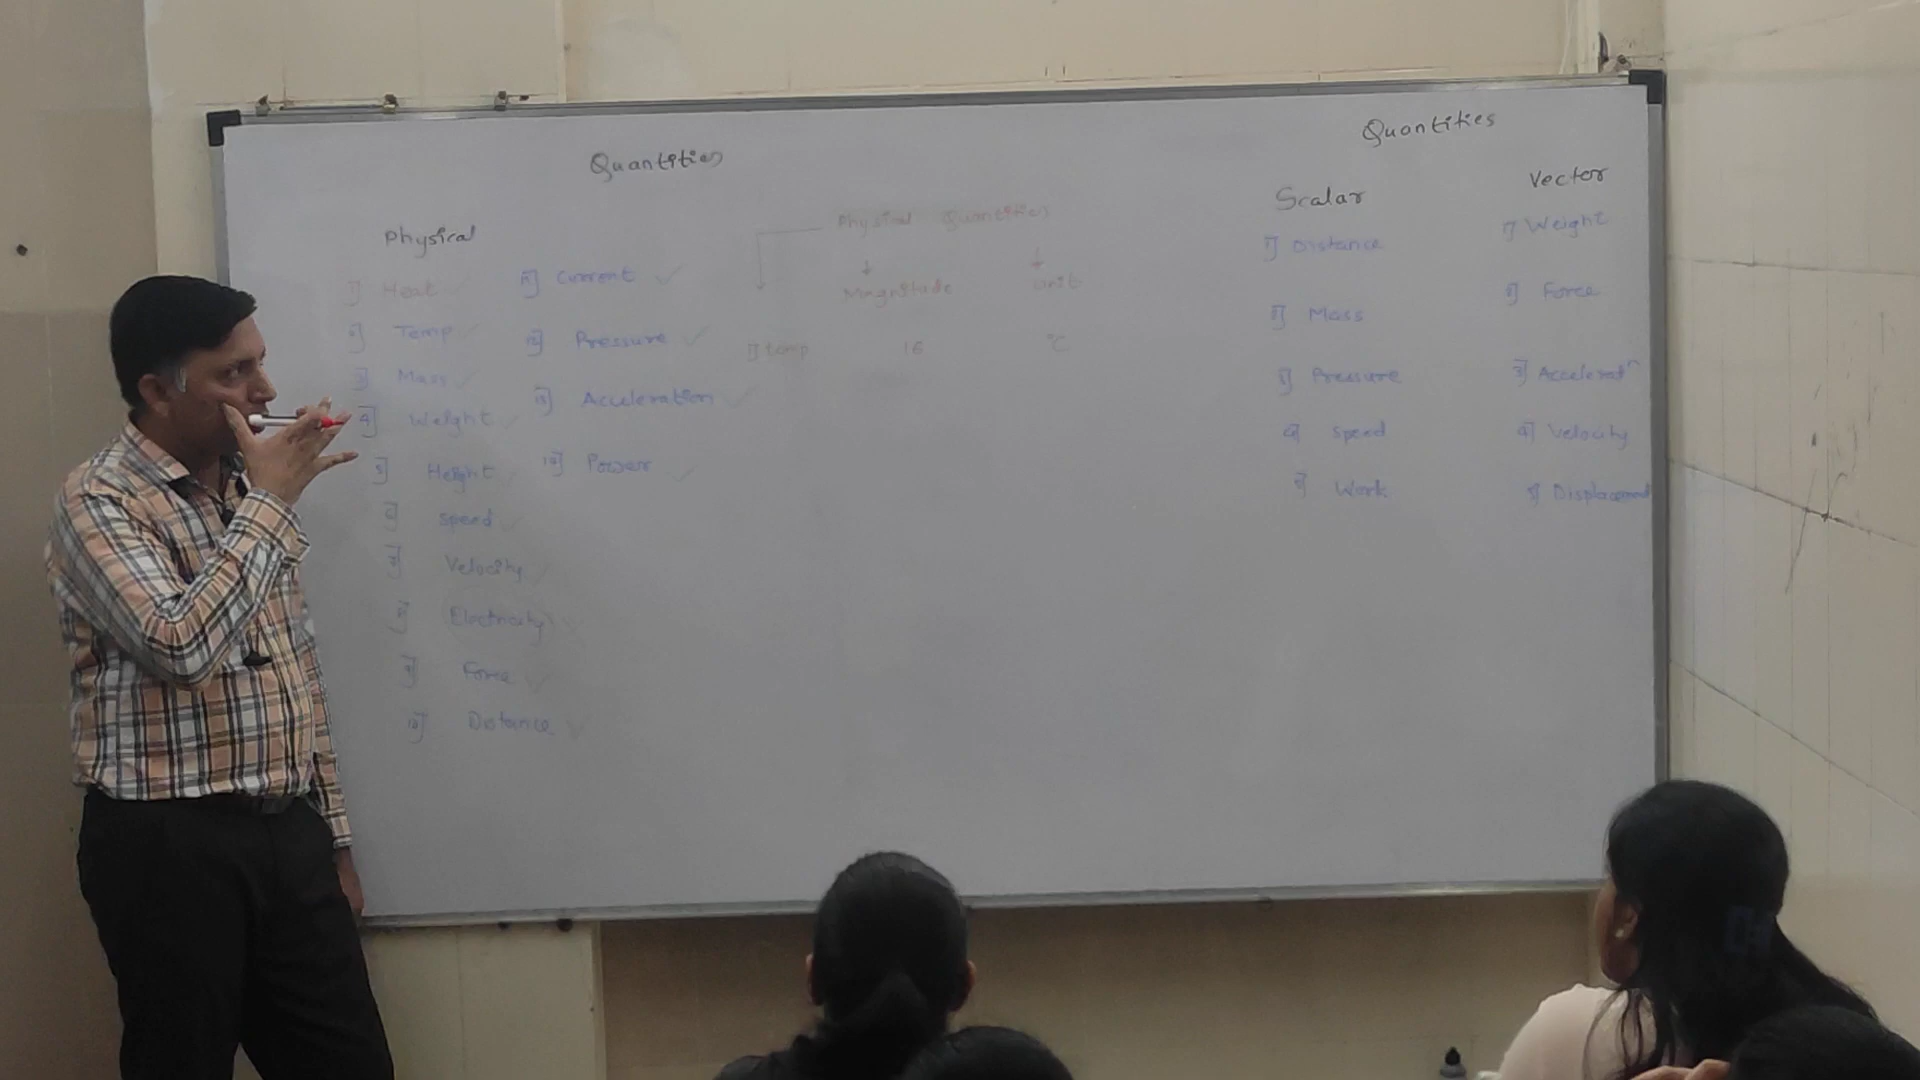 Quantities
Physical
1] Heat
2] Temp
3] Mass
4] Weight
5] Height
6] Speed
7] Velocity
8] Electricity
9] Force
10] Distance
11] Current
12] Pressure
13] Acceleration
14] Power
Physical Quantities
Magnitude unit
1] temp 16 °C
Quantities
Scalar
1] Distance
2] Mass
3] Pressure
4] Speed
5] Work
Vector
1] Weight
2] Force
3] Acceleratn
4] Velocity
5] Displacement